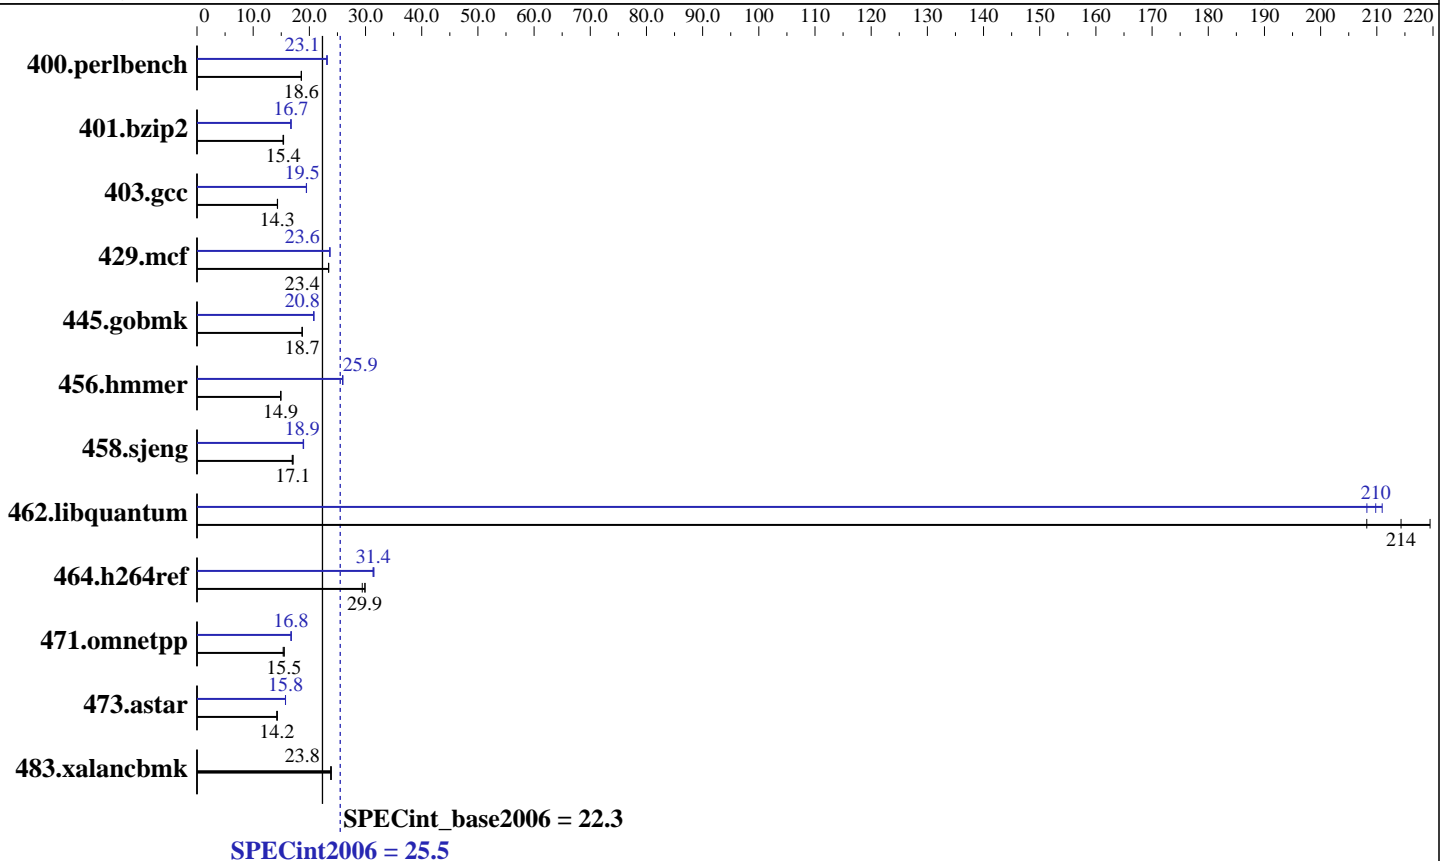 0 10.0 20.0 30.0 40.0 50.0 60.0 70.0 80.0 90.0 100 110 120 130 140 150 160 170 180 190 200 210 220
23.1
400.perlbench
18.6
16.7
401.bzip2
15.4
19.5
403.gcc
14.3
23.6
429.mcf
23.4
20.8
445.gobmk
18.7
25.9
456.hmmer
14.9
18.9
458.sjeng
17.1
210
462.libquantum
214
31.4
464.h264ref
29.9
16.8
471.omnetpp
15.5
15.8
473.astar
14.2
23.8
483.xalancbmk
SPECint_base2006 = 22.3
SPECint2006 = 25.5